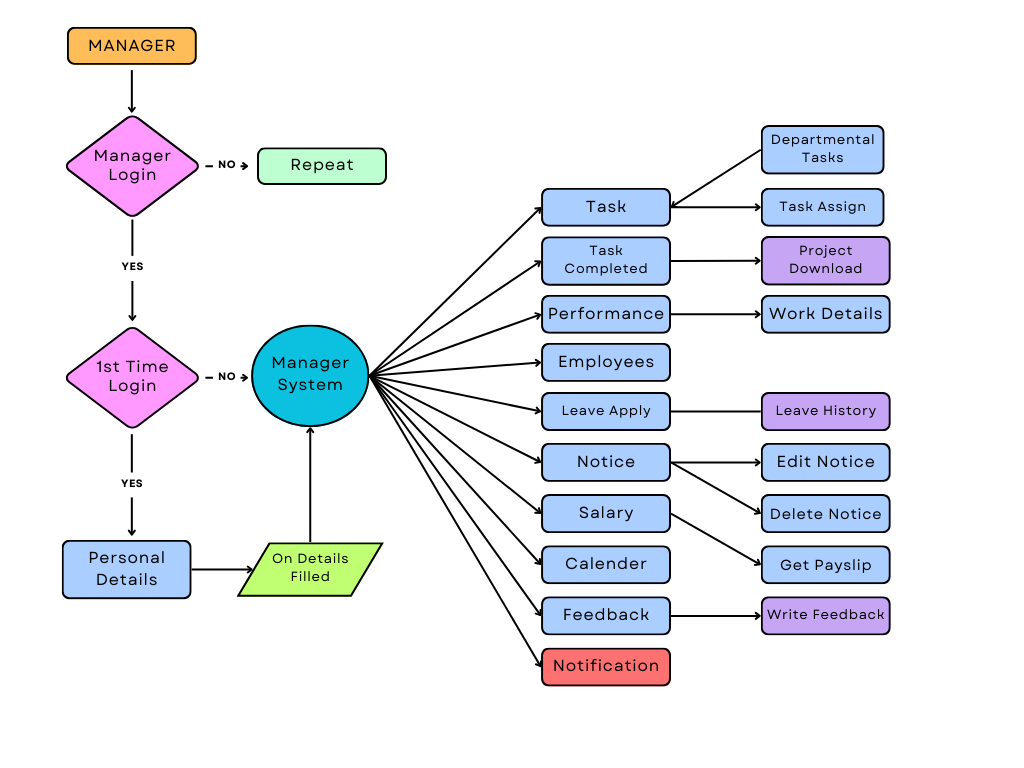 MANAGER
Manager
Login
NO
Repeat
YES
1st Time
Login
NO
Manager
System
YES
Personal
Details
On Details
Filled
Task
Departmental
Tasks
Task Assign
Task
Completed
Project
Download
Performance
Work Details
Employees
Leave Apply
Leave History
Notice
Edit Notice
Delete Notice
Salary
Get Payslip
Calender
Feedback
Write Feedback
Notification